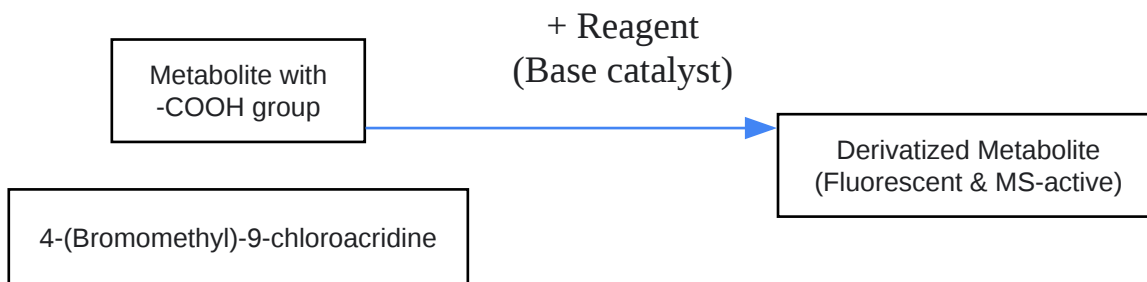 + Reagent
(Base catalyst)
Metabolite with
-COOH group
Derivatized Metabolite
(Fluorescent & MS-active)
4-(Bromomethyl)-9-chloroacridine